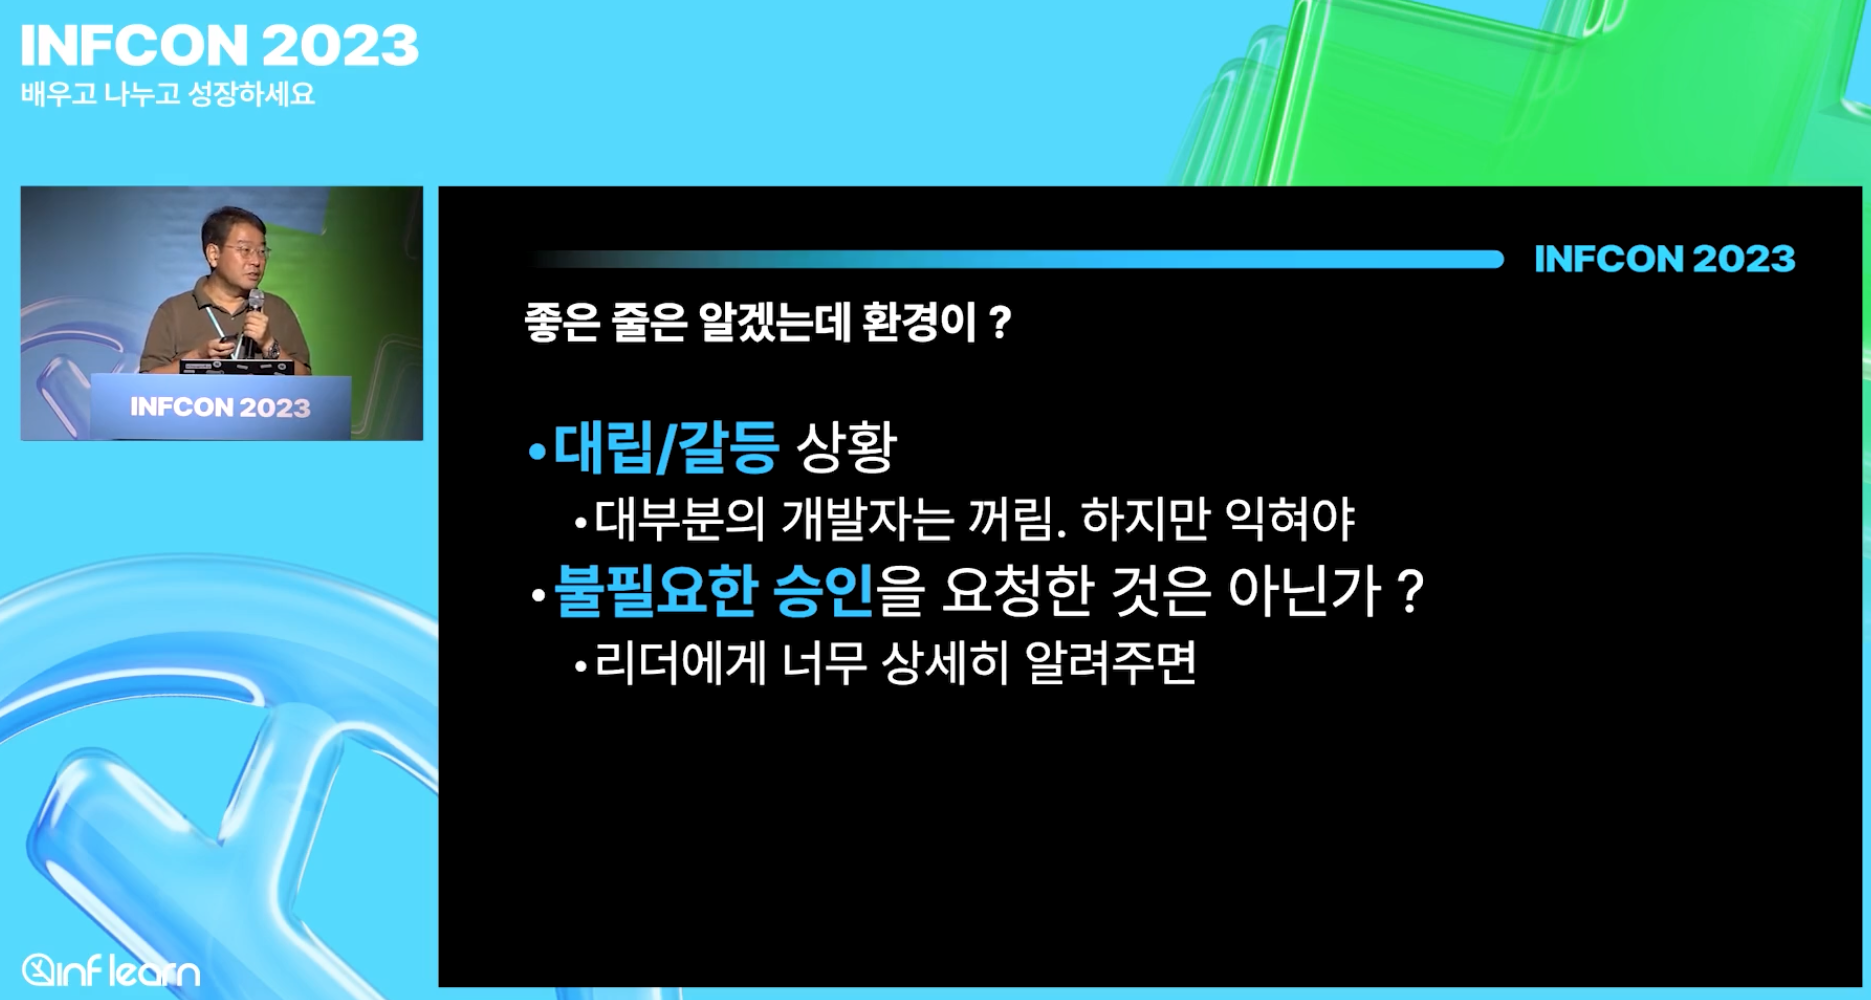 INFCON 2023
배우고 나누고 성장하세요
INFCON 2023
INFCON 2023
좋은 줄은 알겠는데 환경이 ?
•대립/갈등 상황
•대부분의 개발자는 꺼림. 하지만 익혀야
•불필요한 승인을 요청한 것은 아닌가 ?
•리더에게 너무 상세히 알려주면
inflearn